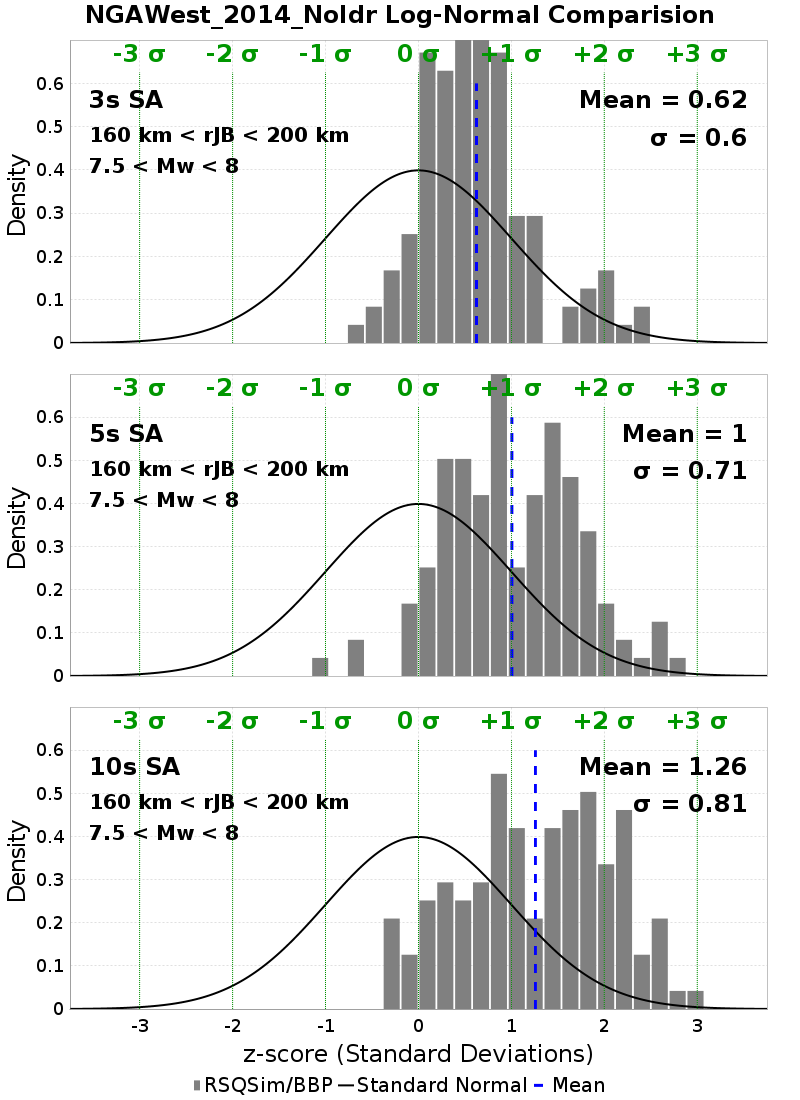 NGAWest_2014_NoIdr Log-Normal Comparision
-3 σ -2 σ -1 σ 0 σ +1 σ +2 σ +3 σ
3s SA
160 km < rJB < 200 km
7.5 < Mw < 8
Mean = 0.62
σ = 0.6
Density
0.6
0.5
0.4
0.3
0.2
0.1
0
-3 σ -2 σ -1 σ 0 σ +1 σ +2 σ +3 σ
5s SA
160 km < rJB < 200 km
7.5 < Mw < 8
Mean = 1
σ = 0.71
Density
0.6
0.5
0.4
0.3
0.2
0.1
0
-3 σ -2 σ -1 σ 0 σ +1 σ +2 σ +3 σ
10s SA
160 km < rJB < 200 km
7.5 < Mw < 8
Mean = 1.26
σ = 0.81
Density
0.6
0.5
0.4
0.3
0.2
0.1
0
-3 -2 -1 0 1 2 3
z-score (Standard Deviations)
RSQSim/BBP Standard Normal Mean